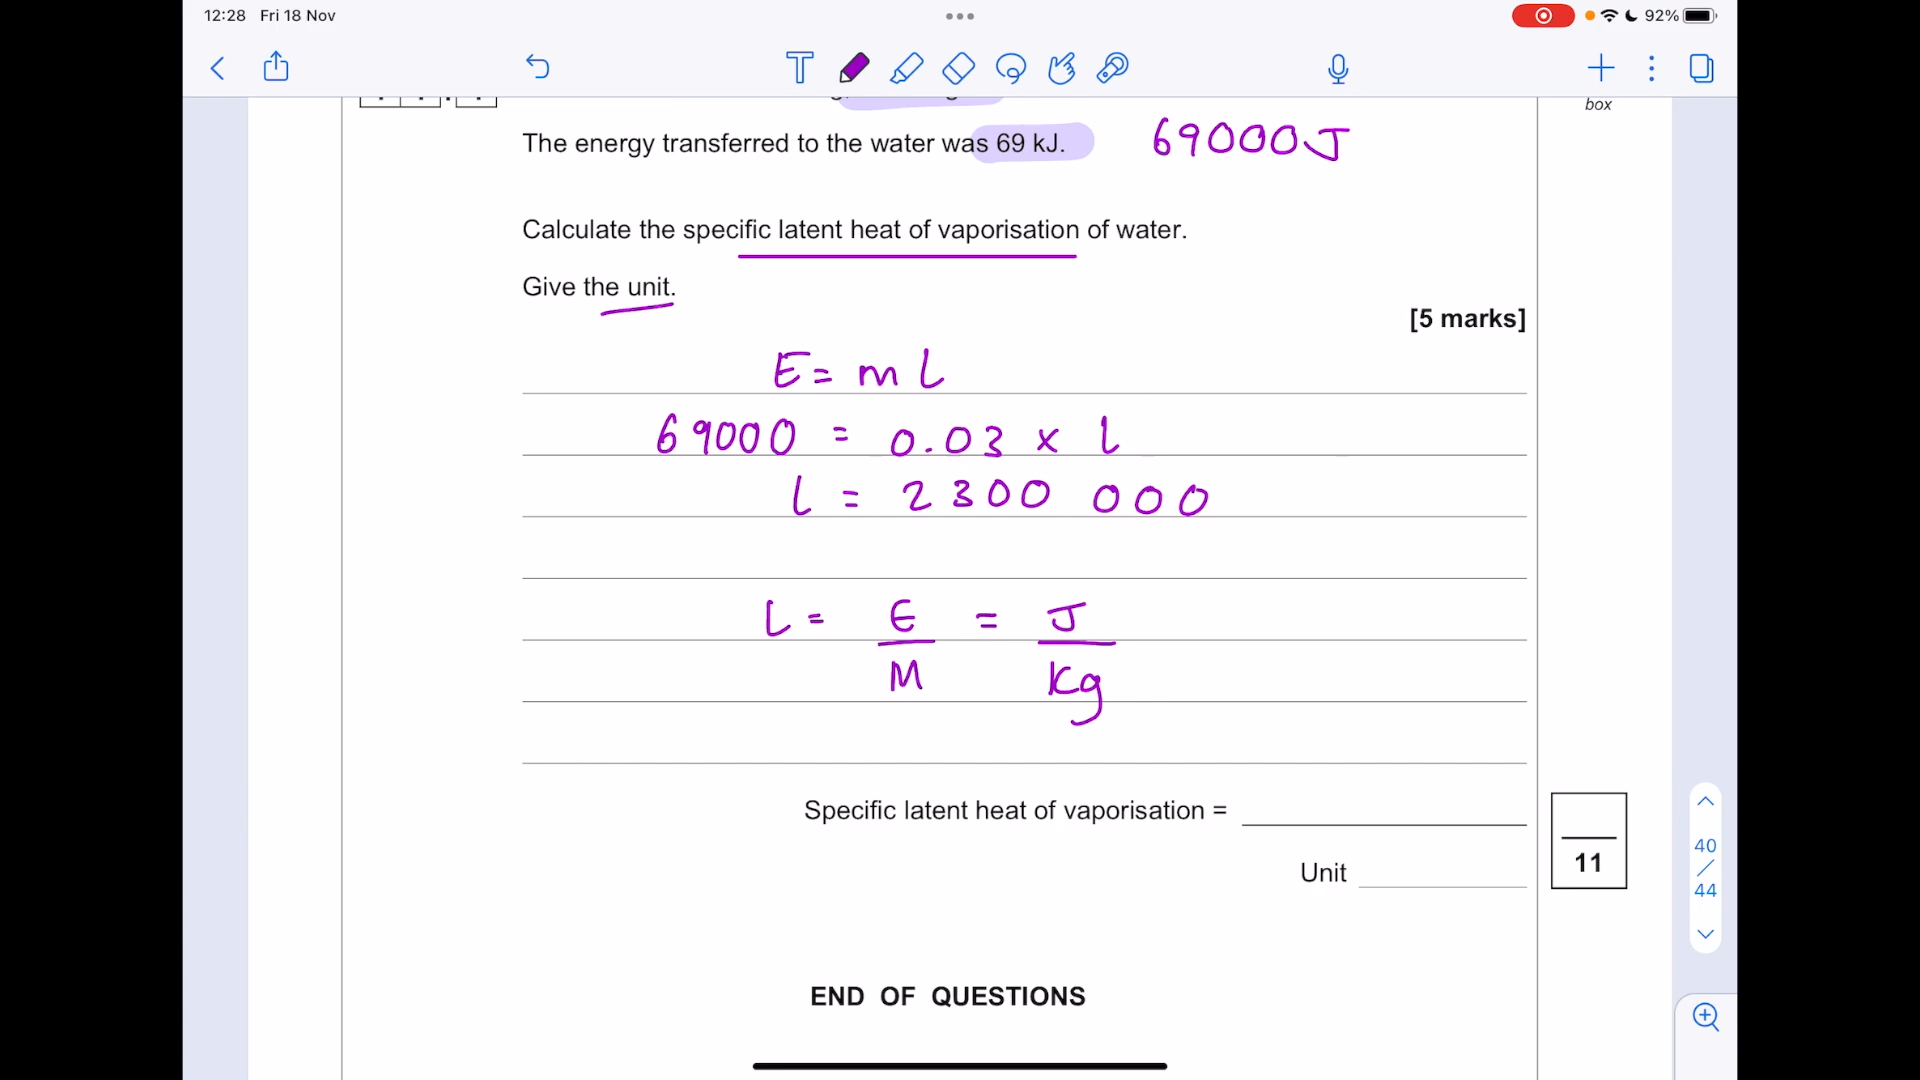 12:28 Fri 18 Nov
92%
box
The energy transferred to the water was 69 kJ. 69000J
Calculate the specific latent heat of vaporisation of water.
Give the unit.
[5 marks]
E = m L
69000 = 0.03 x L
L = 2300 000
L = E = J
M Kg
Specific latent heat of vaporisation =
Unit
11
40
44
END OF QUESTIONS